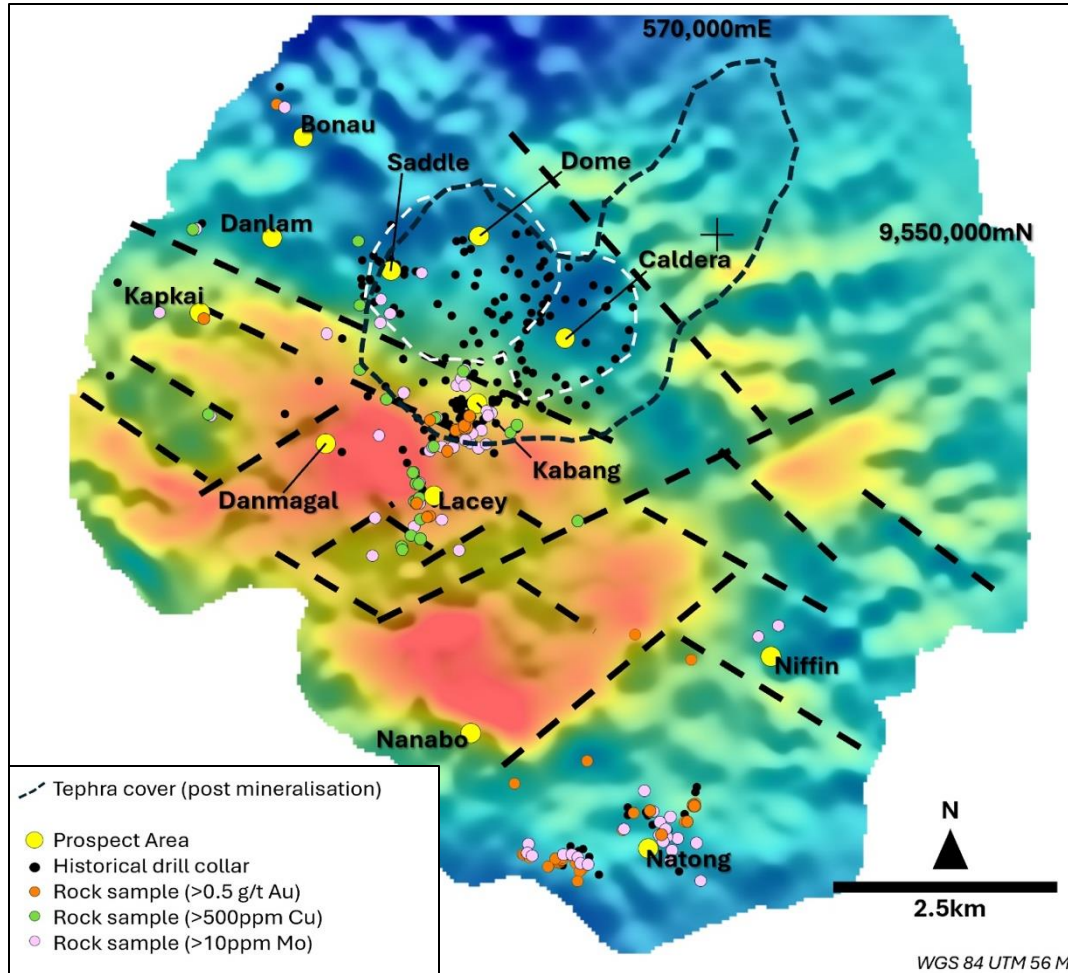 570,000mE
Bonau
Saddle
Dome
Danlam
9,550,000mN
Caldera
Kapkai
Kabang
Danmagal
Lacey
Niffin
Nanabo
Natong
Tephra cover (post mineralisation)
Prospect Area
Historical drill collar
Rock sample (>0.5 g/t Au)
Rock sample (>500ppm Cu)
Rock sample (>10ppm Mo)
N
2.5km
WGS 84 UTM 56 M